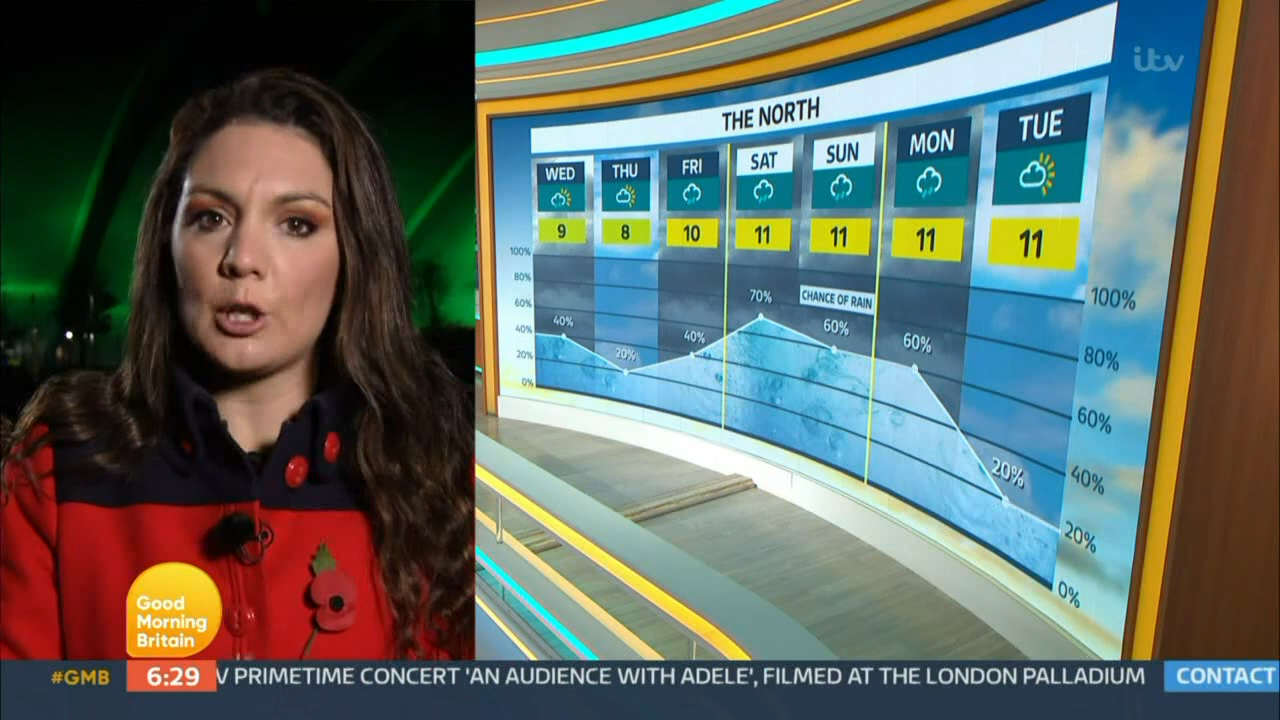 itv
THE NORTH
WED THU FRI SAT SUN MON TUE
9 8 10 11 11 11 11
100%
80%
60%
40%
20%
0%
40% 20% 40% 70% 60% 60% 20%
CHANCE OF RAIN
100%
80%
60%
40%
20%
0%
Good
Morning
Britain
#GMB 6:29 V PRIMETIME CONCERT 'AN AUDIENCE WITH ADELE', FILMED AT THE LONDON PALLADIUM CONTACT